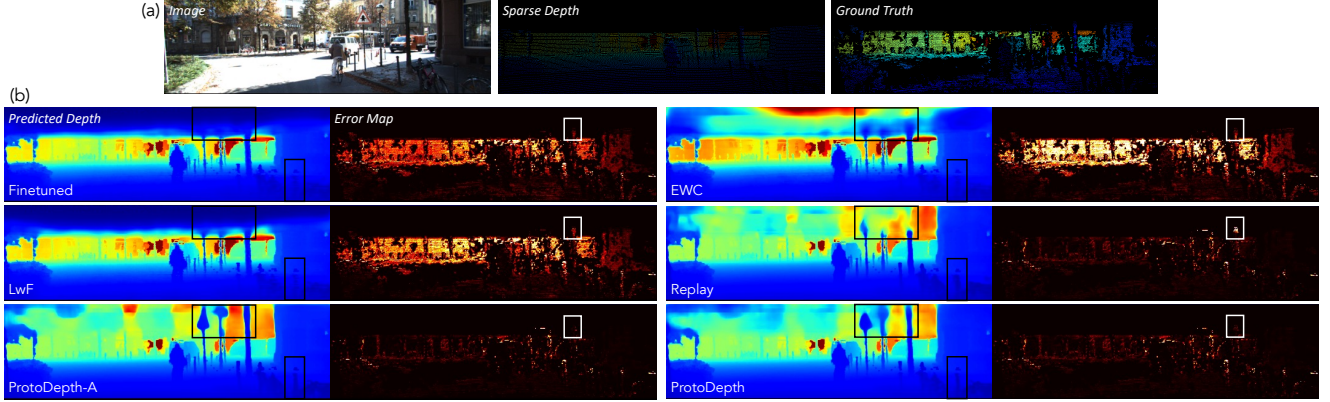 (a)
Image
Sparse Depth
Ground Truth
(b)
Predicted Depth
Error Map
Finetuned
EWC
LwF
Replay
ProtoDepth-A
ProtoDepth